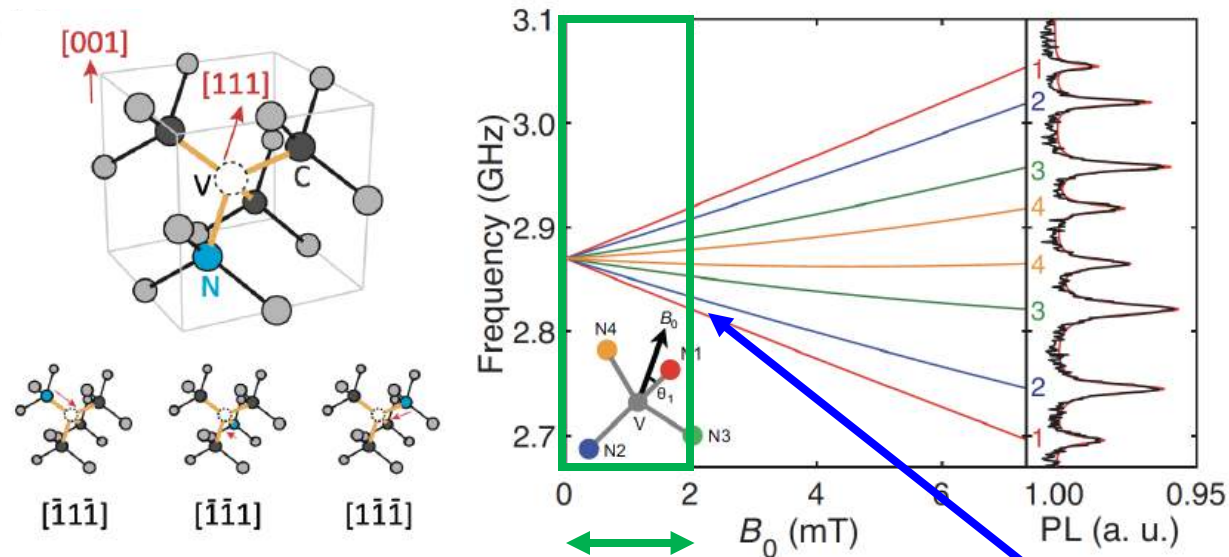 [001]
[111]
V
C
N
[1̄11̄]
[1̄1̄1]
[11̄1̄]
Frequency (GHz)
3.1
3.0
2.9
2.8
2.7
1
2
3
4
4
3
2
1
B₀
N4
N1
θ₁
V
N2
N3
0
2
4
6
B₀ (mT)
1.00
0.95
PL (a. u.)